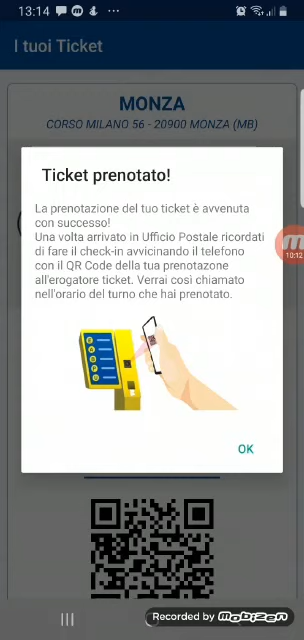 13:14
I tuoi Ticket
MONZA
CORSO MILANO 56 - 20900 MONZA (MB)
Ticket prenotato!
La prenotazione del tuo ticket è avvenuta
con successo!
Una volta arrivato in Ufficio Postale ricordati
di fare il check-in avvicinando il telefono
con il QR Code della tua prenotazone
all'erogatore ticket. Verrai così chiamato
nell'orario del turno che hai prenotato.
10:12
OK
Recorded by Mobizen